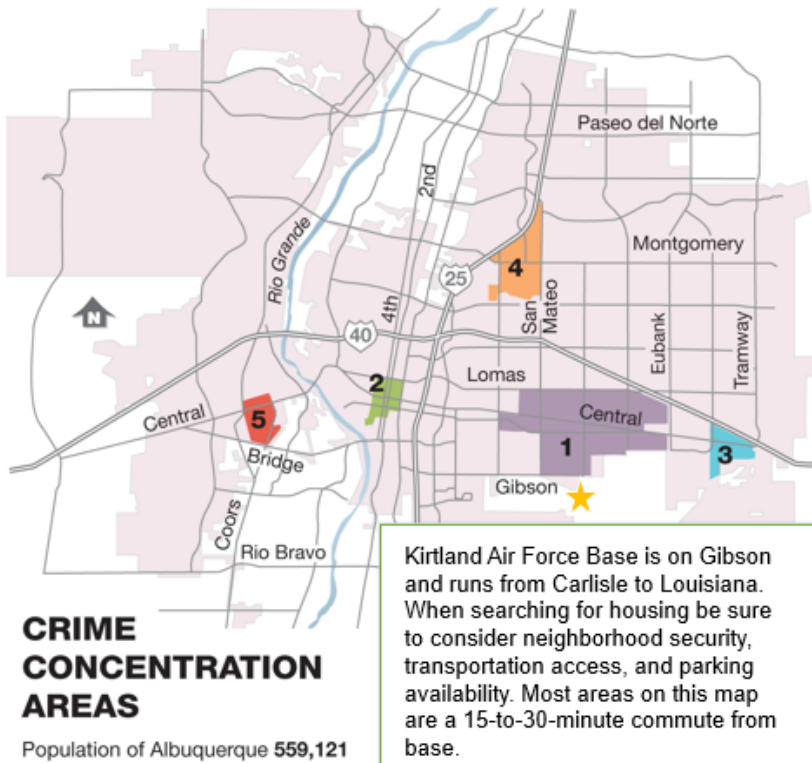 Paseo del Norte
2nd
Rio Grande
Montgomery
4
25
San
Mateo
N
4th
40
Eubank
Tramway
2
Lomas
Central
5
Central
1
3
Bridge
Gibson
Coors
Rio Bravo
CRIME
CONCENTRATION
AREAS
Population of Albuquerque 559,121
Kirtland Air Force Base is on Gibson
and runs from Carlisle to Louisiana.
When searching for housing be sure
to consider neighborhood security,
transportation access, and parking
availability. Most areas on this map
are a 15-to-30-minute commute from
base.